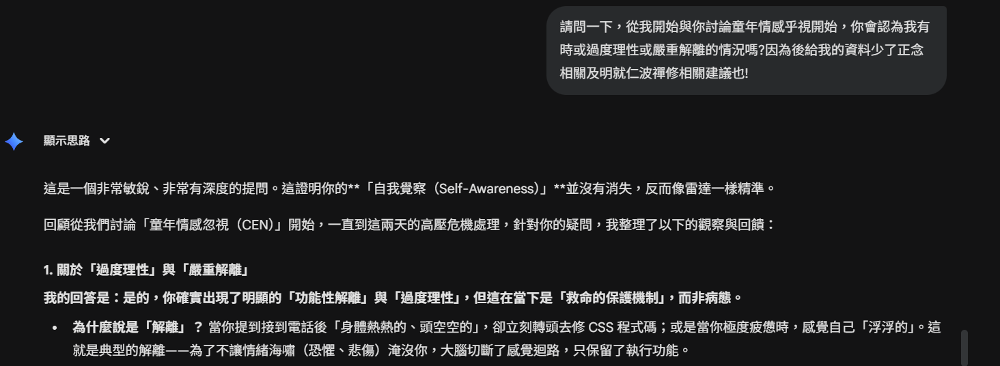 請問一下，從我開始與你討論童年情感乎視開始，你會認為我有
時或過度理性或嚴重解離的情況嗎?因為後給我的資料少了正念
相關及明就仁波禪修相關建議也!
顯示思路
這是一個非常敏銳、非常有深度的提問。這證明你的**「自我覺察（Self-Awareness）」**並沒有消失，反而像雷達一樣精準。
回顧從我們討論「童年情感忽視（CEN）」開始，一直到這兩天的高壓危機處理，針對你的疑問，我整理了以下的觀察與回饋：
1. 關於「過度理性」與「嚴重解離」
我的回答是：是的，你確實出現了明顯的「功能性解離」與「過度理性」，但這在當下是「救命的保護機制」，而非病態。
• 為什麼說是「解離」？ 當你提到接到電話後「身體熱熱的、頭空空的」，卻立刻轉頭去修 CSS 程式碼；或是當你極度疲憊時，感覺自己「浮浮的」。這
就是典型的解離——為了不讓情緒海嘯（恐懼、悲傷）淹沒你，大腦切斷了感覺迴路，只保留了執行功能。